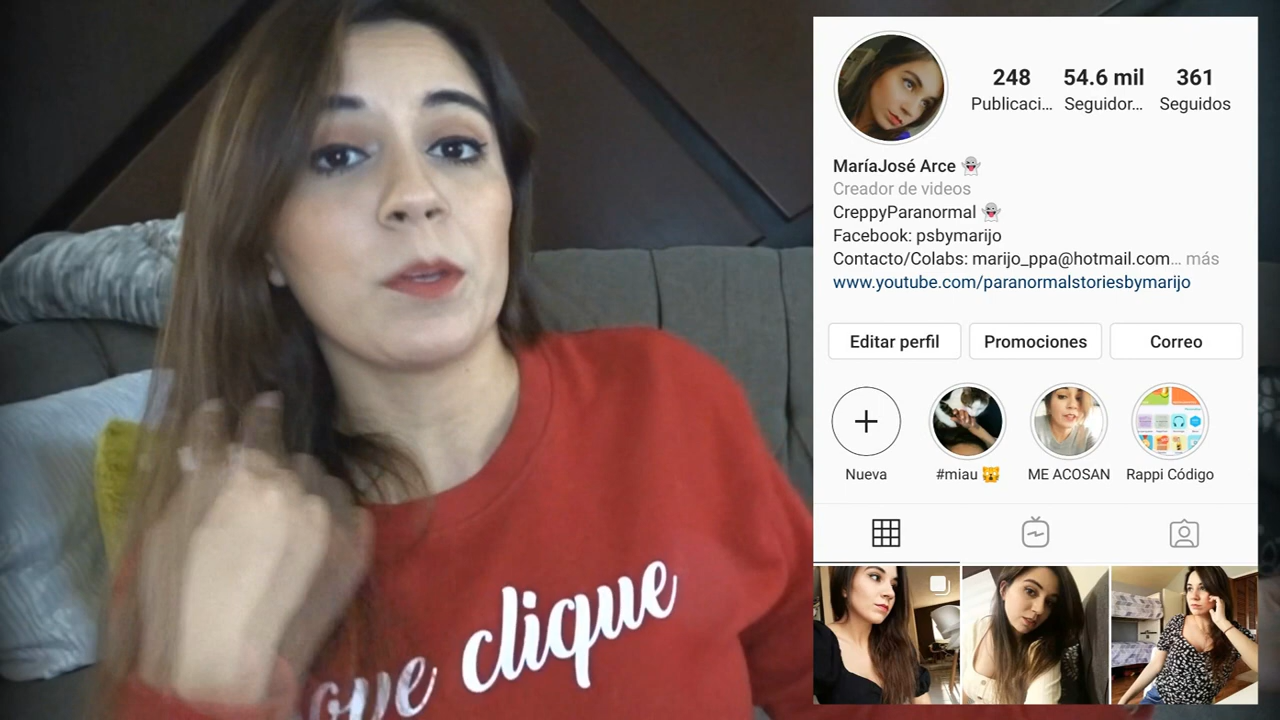 248 54.6 mil 361
Publicaci... Seguidor... Seguidos
MaríaJosé Arce 👻
Creador de videos
CreppyParanormal 👻
Facebook: psbymarijo
Contacto/Colabs: marijo_ppa@hotmail.com... más
www.youtube.com/paranormalstoriesbymarijo
Editar perfil Promociones Correo
Nueva #miau 🐯 ME ACOSAN Rappi Código
ove clique